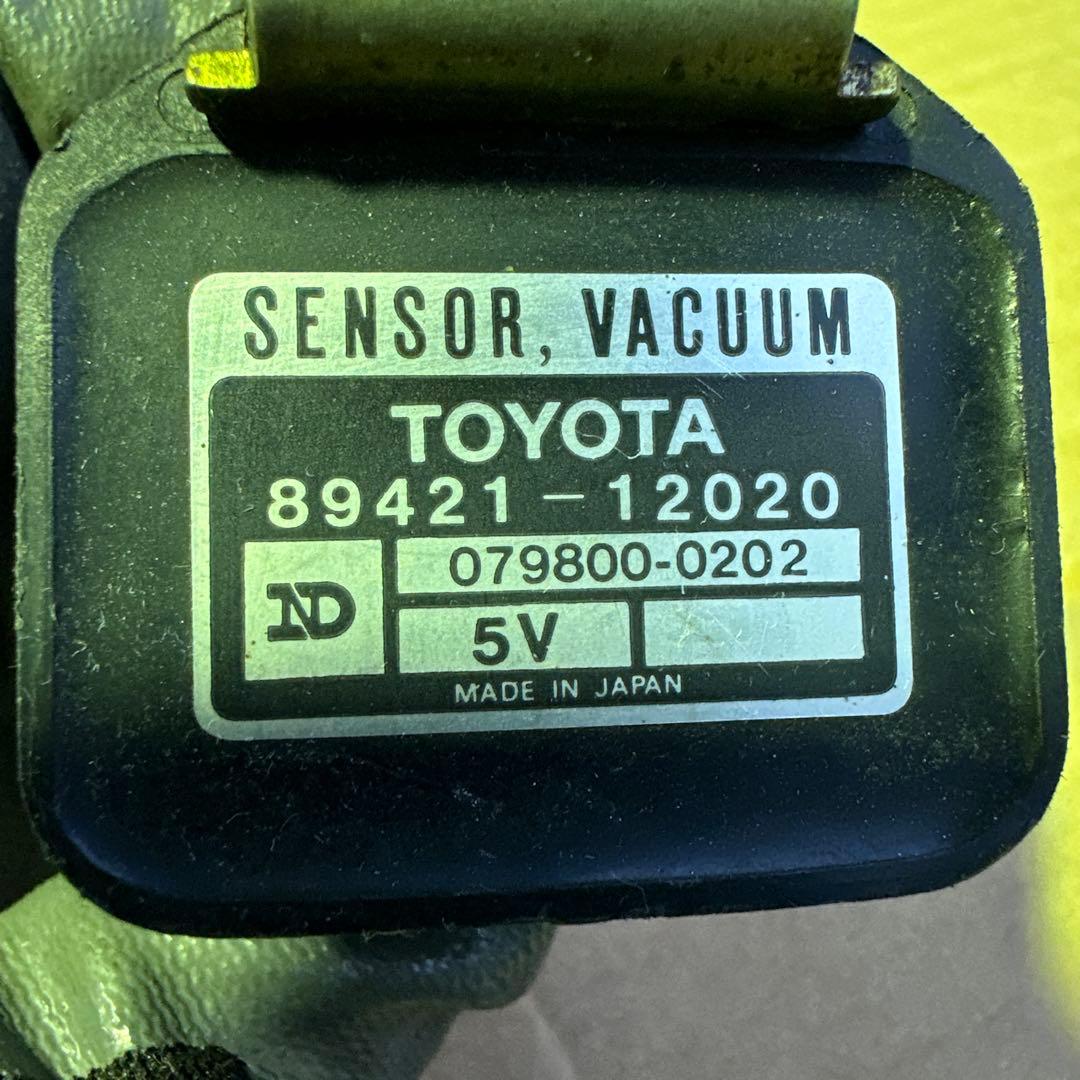 SENSOR, VACUUM
TOYOTA
89421-12020
079800-0202
ND
5V
MADE IN JAPAN